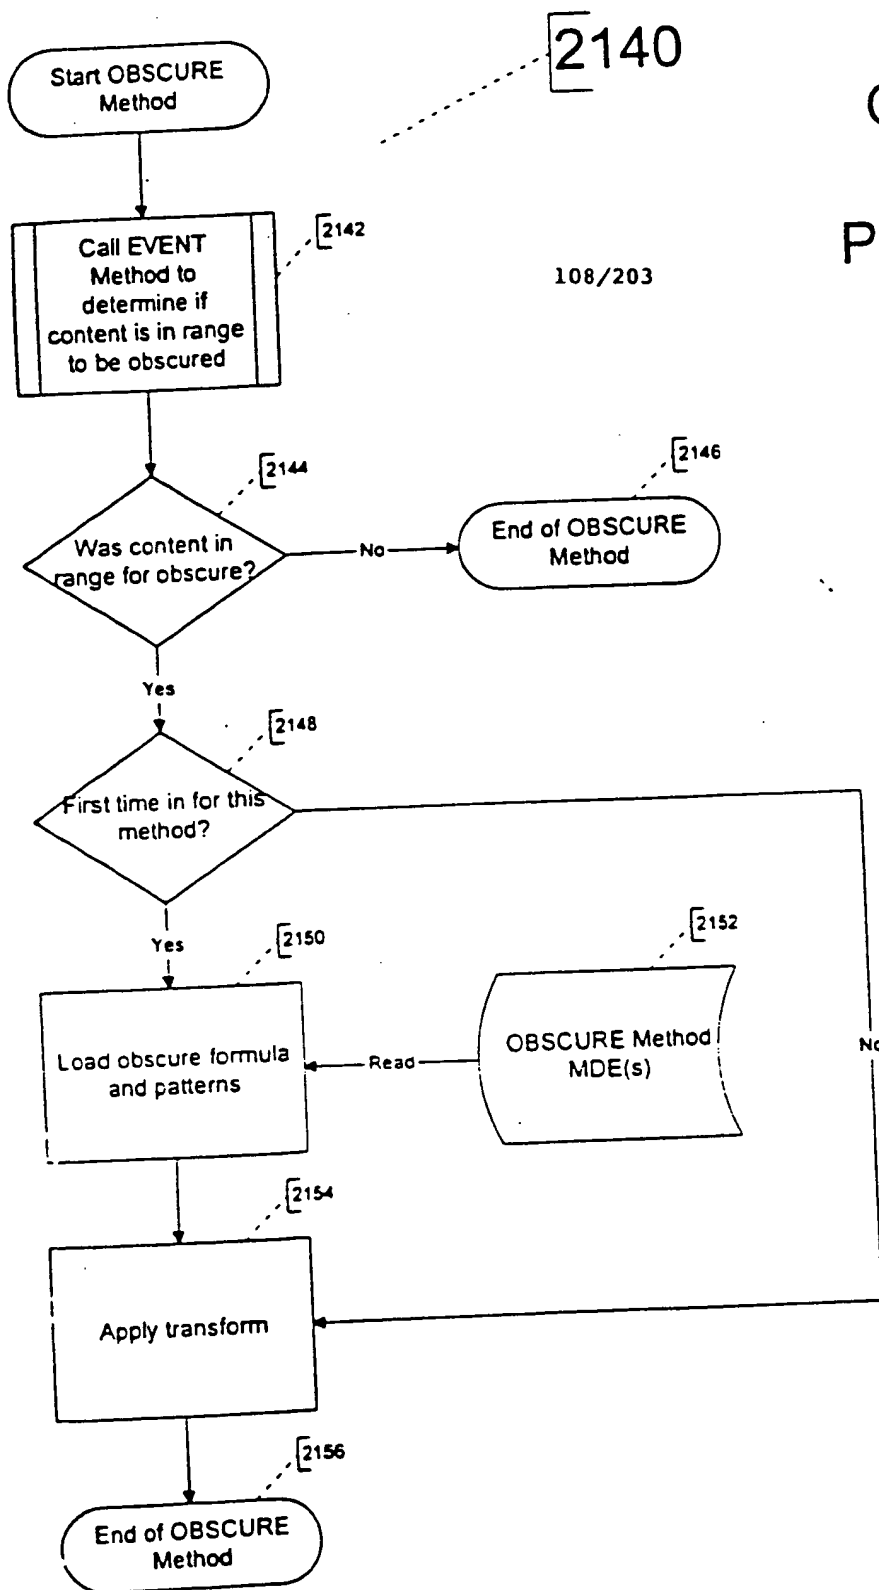 2140
Start OBSCURE
Method
2142
Call EVENT
Method to
determine if
content is in range
to be obscured
108/203
P
2144
2146
Was content in
range for obscure?
No
End of OBSCURE
Method
Yes
2148
First time in for this
method?
Yes
2150
2152
Load obscure formula
and patterns
Read
OBSCURE Method
MDE(s)
No
2154
Apply transform
2156
End of OBSCURE
Method